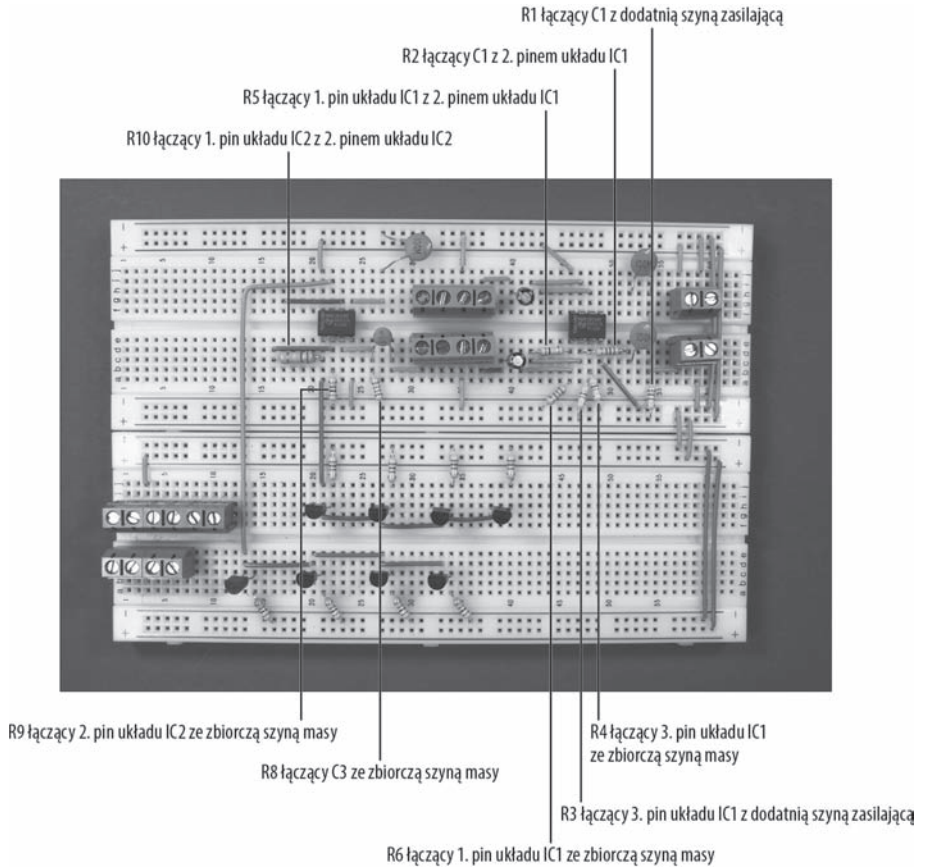 R1 łączący C1 z dodatnią szyną zasilającą
R2 łączący C1 z 2. pinem układu IC1
R5 łączący 1. pin układu IC1 z 2. pinem układu IC1
R10 łączący 1. pin układu IC2 z 2. pinem układu IC2
R9 łączący 2. pin układu IC2 ze zbiorczą szyną masy
R4 łączący 3. pin układu IC1
ze zbiorczą szyną masy
R8 łączący C3 ze zbiorczą szyną masy
R3 łączący 3. pin układu IC1 z dodatnią szyną zasilającą
R6 łączący 1. pin układu IC1 ze zbiorczą szyną masy